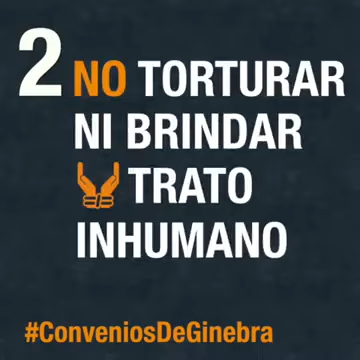 2 NO TORTURAR
NI BRINDAR
TRATO
INHUMANO
#ConveniosDeGinebra